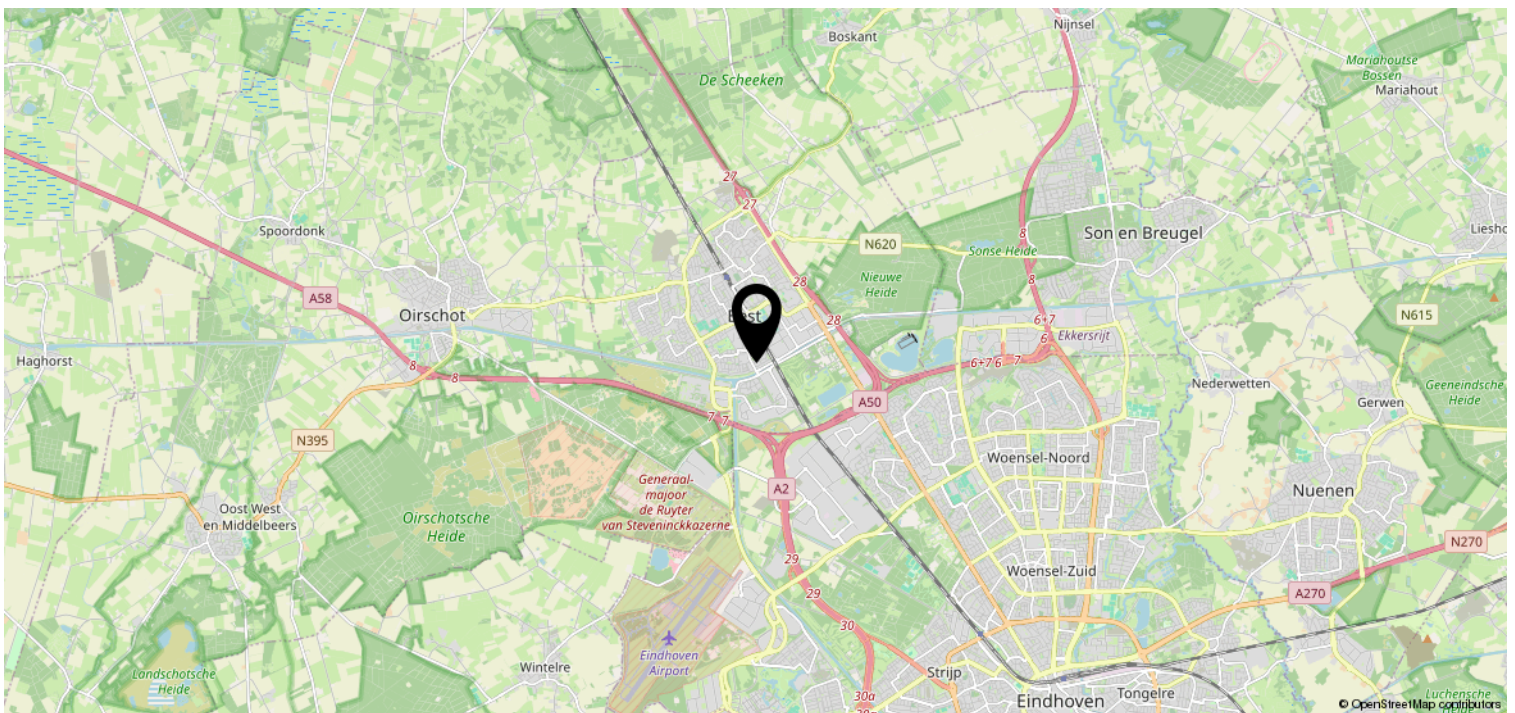 Nijnsel
Boskant
Mariahoutse
Bossen
Mariahout
De Scheeken
27
27
Spoordonk
N620
Sonse Heide
8
Son en Breugel
Nieuwe
Heide
28
8
A58
Oirschot
28
6+7
N615
6
Ekkersrijt
Haghorst
8
8
6+7
6
7
Nederwetten
Geeneindsche
Heide
A50
Gerwen
7
7
N395
Woensel-Noord
Generaal-
majoor
de Ruyter
van Steveninckkazerne
A2
Nuenen
Oost West
en Middelbeers
Oirschotsche
Heide
N270
29
Woensel-Zuid
29
A270
30
Eindhoven
Airport
Wintelre
Landschotsche
Heide
Strijp
Tongelre
Eindhoven
30a
Luchensche
Heide
© OpenStreetMap contributors